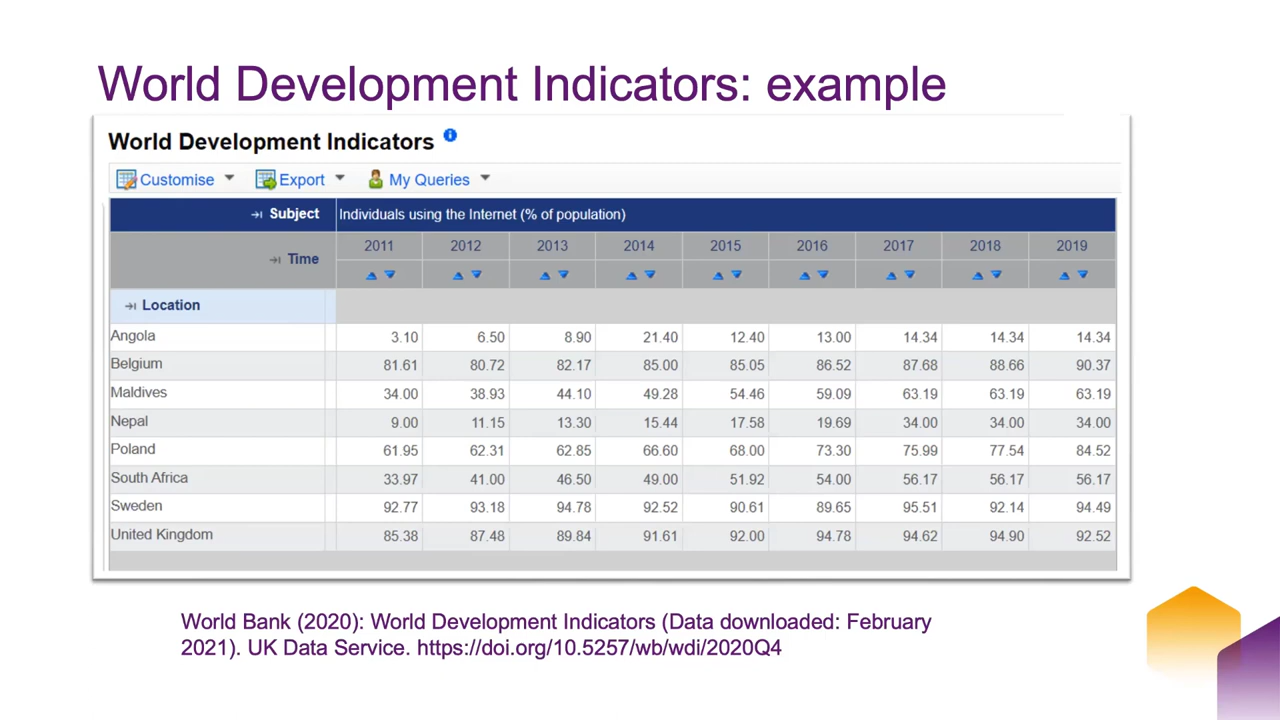 World Development Indicators: example
World Development Indicators
Customise Export My Queries
Subject Individuals using the Internet (% of population)
Time 2011 2012 2013 2014 2015 2016 2017 2018 2019
Location
Angola 3.10 6.50 8.90 21.40 12.40 13.00 14.34 14.34 14.34
Belgium 81.61 80.72 82.17 85.00 85.05 86.52 87.68 88.66 90.37
Maldives 34.00 38.93 44.10 49.28 54.46 59.09 63.19 63.19 63.19
Nepal 9.00 11.15 13.30 15.44 17.58 19.69 34.00 34.00 34.00
Poland 61.95 62.31 62.85 66.60 68.00 73.30 75.99 77.54 84.52
South Africa 33.97 41.00 46.50 49.00 51.92 54.00 56.17 56.17 56.17
Sweden 92.77 93.18 94.78 92.52 90.61 89.65 95.51 92.14 94.49
United Kingdom 85.38 87.48 89.84 91.61 92.00 94.78 94.62 94.90 92.52
World Bank (2020): World Development Indicators (Data downloaded: February
2021). UK Data Service. https://doi.org/10.5257/wb/wdi/2020Q4